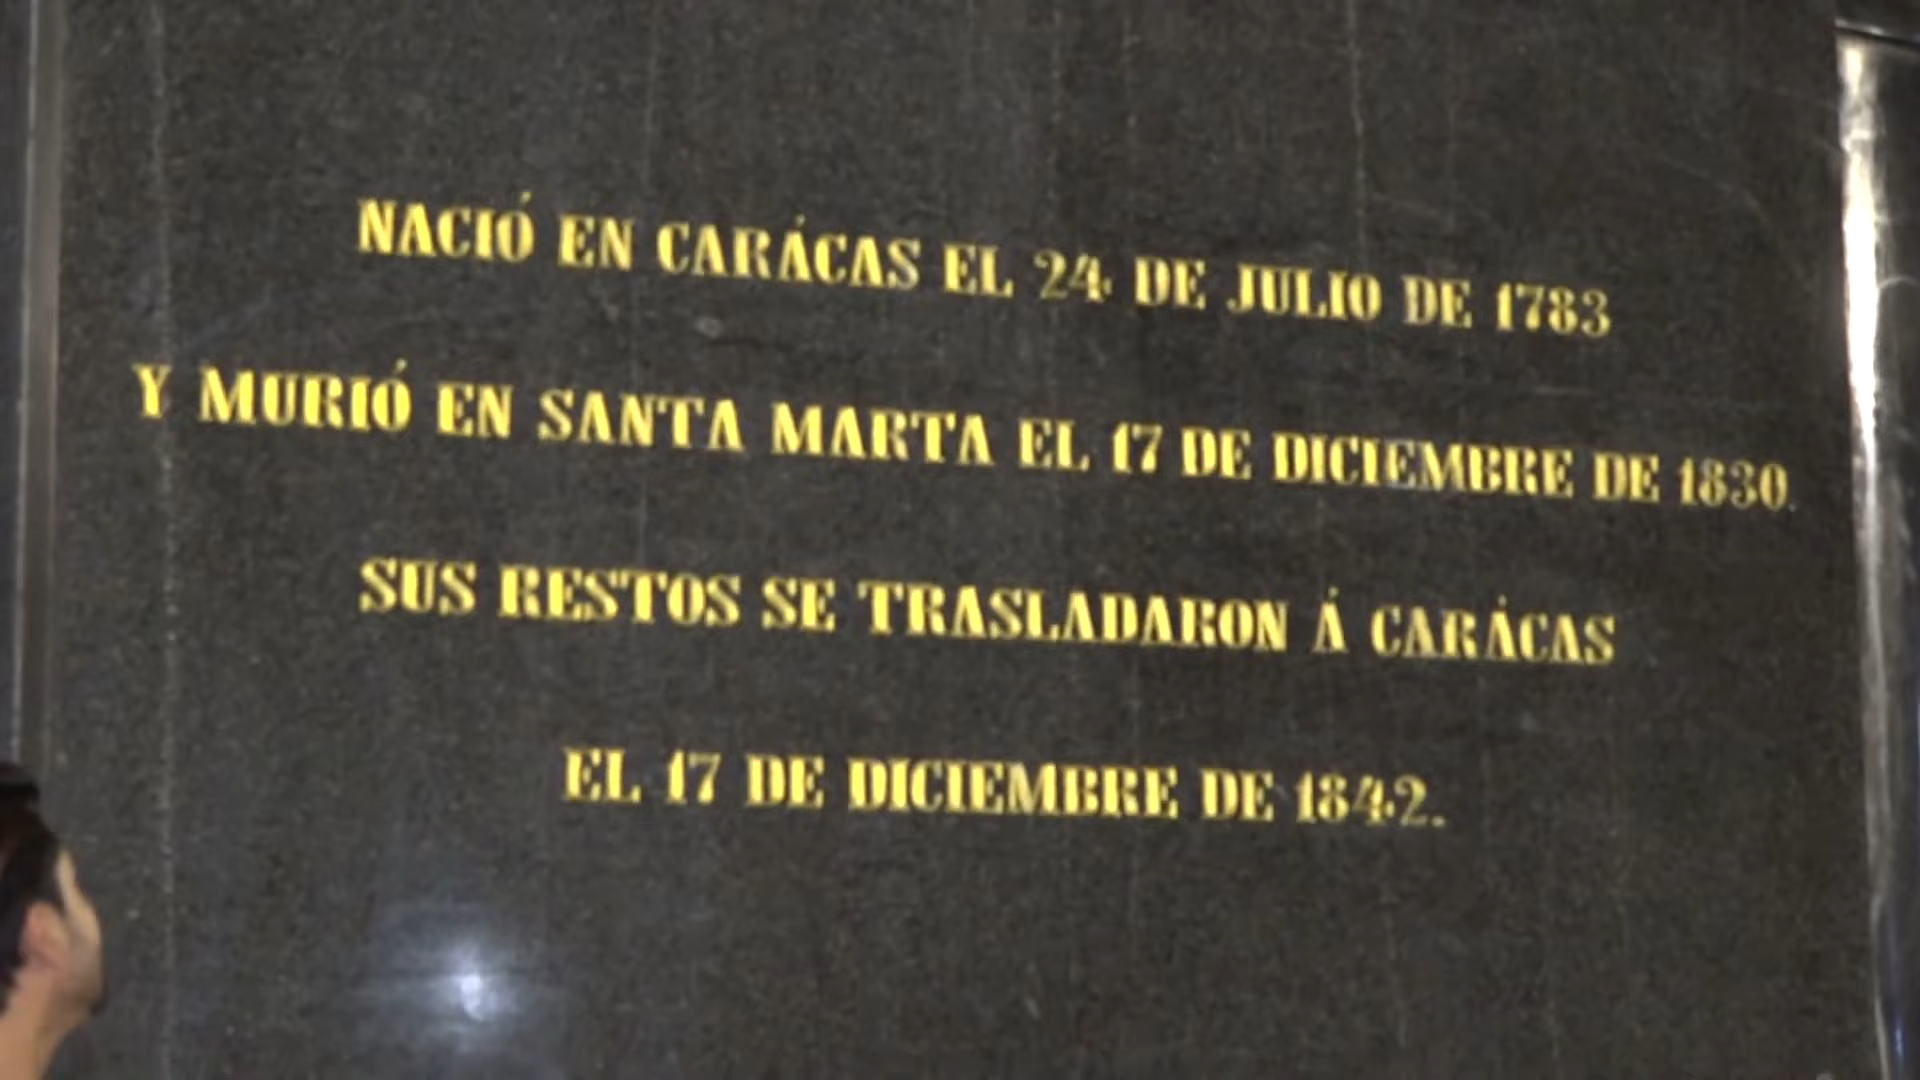 NACIÓ EN CARÁCAS EL 24 DE JULIO DE 1783
Y MURIÓ EN SANTA MARTA EL 17 DE DICIEMBRE DE 1830.
SUS RESTOS SE TRASLADARON Á CARÁCAS
EL 17 DE DICIEMBRE DE 1842.